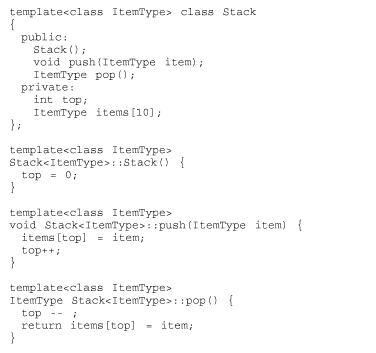 template<class ItemType> class Stack
{
  public:
    Stack();
    void push(ItemType item);
    ItemType pop();
  private:
    int top;
    ItemType items[10];
};

template<class ItemType>
Stack<ItemType>::Stack() {
  top = 0;
}

template<class ItemType>
void Stack<ItemType>::push(ItemType item) {
  items[top] = item;
  top++;
}

template<class ItemType>
ItemType Stack<ItemType>::pop() {
  top -- ;
  return items[top] = item;
}